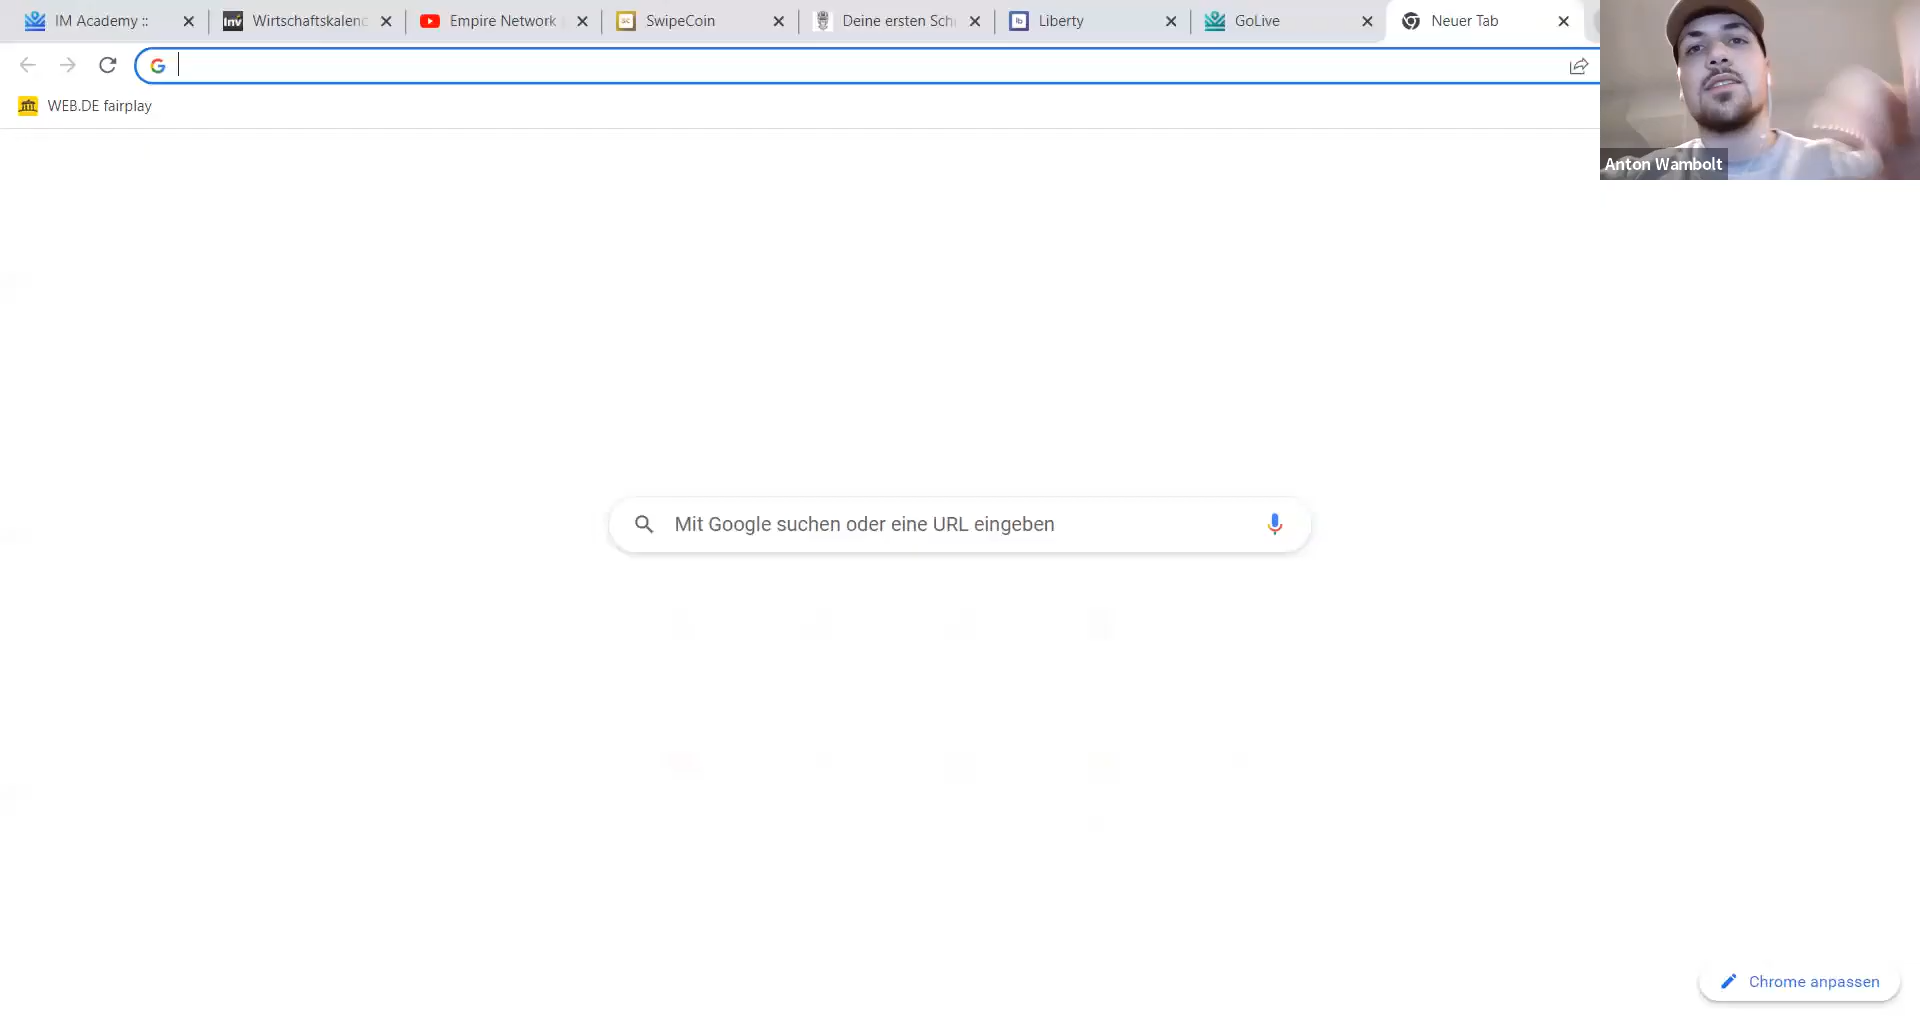 IM Academy ::
Wirtschaftskalend
Empire Network
SwipeCoin
Deine ersten Sch
Liberty
GoLive
Neuer Tab
WEB.DE fairplay
Anton Wambolt
Mit Google suchen oder eine URL eingeben
Chrome anpassen